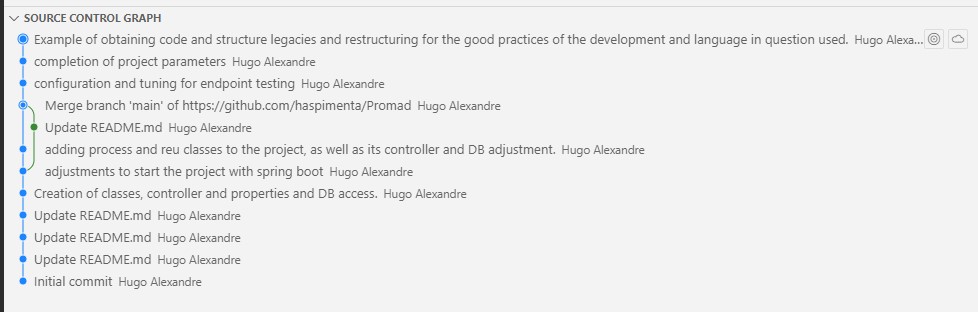 SOURCE CONTROL GRAPH
Example of obtaining code and structure legacies and restructuring for the good practices of the development and language in question used. Hugo Alexa...
completion of project parameters Hugo Alexandre
configuration and tuning for endpoint testing Hugo Alexandre
Merge branch 'main' of https://github.com/haspimenta/Promad Hugo Alexandre
Update README.md Hugo Alexandre
adding process and reu classes to the project, as well as its controller and DB adjustment. Hugo Alexandre
adjustments to start the project with spring boot Hugo Alexandre
Creation of classes, controller and properties and DB access. Hugo Alexandre
Update README.md Hugo Alexandre
Update README.md Hugo Alexandre
Update README.md Hugo Alexandre
Initial commit Hugo Alexandre